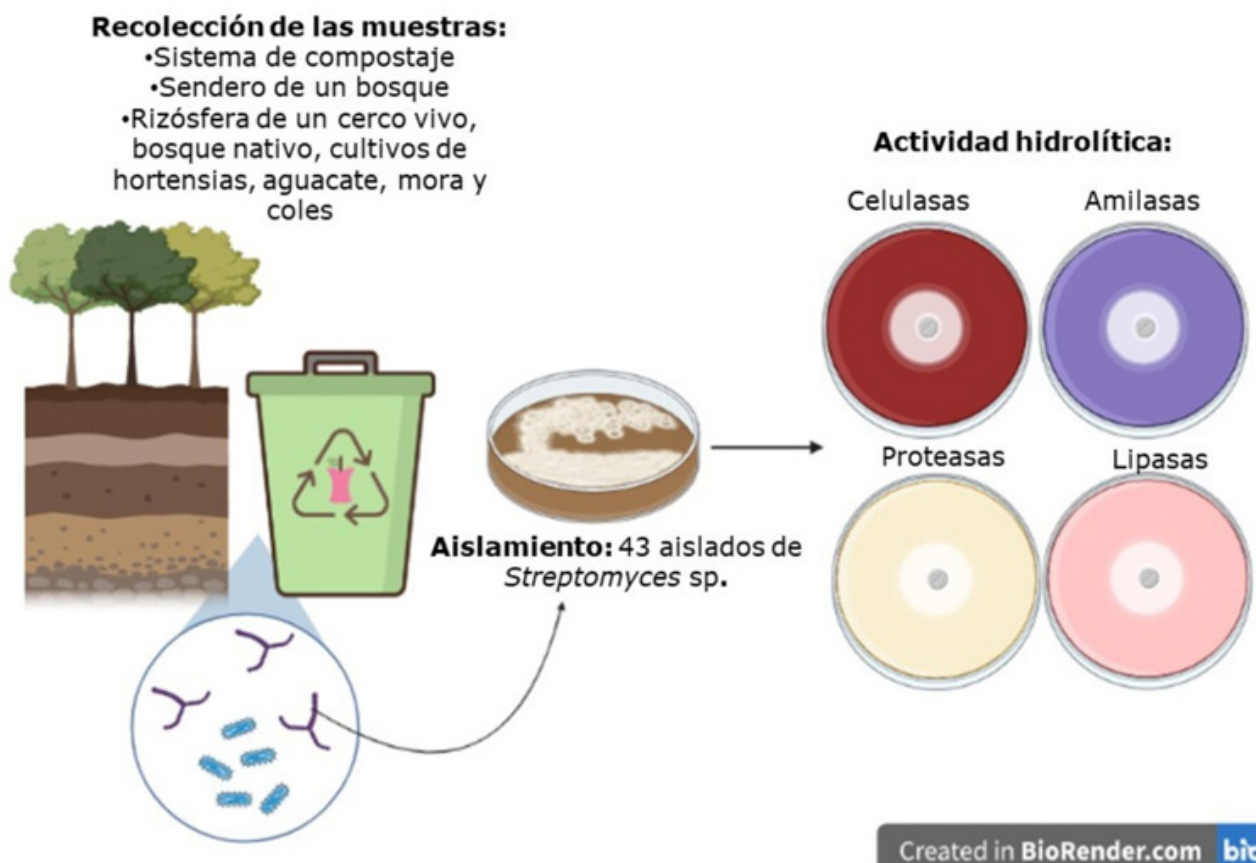 Recolección de las muestras:
•Sistema de compostaje
•Sendero de un bosque
•Rizósfera de un cerco vivo,
bosque nativo, cultivos de
hortensias, aguacate, mora y
coles
Actividad hidrolítica:
Celulasas
Amilasas
Proteasas
Lipasas
Aislamiento: 43 aislados de
Streptomyces sp.
Created in BioRender.com